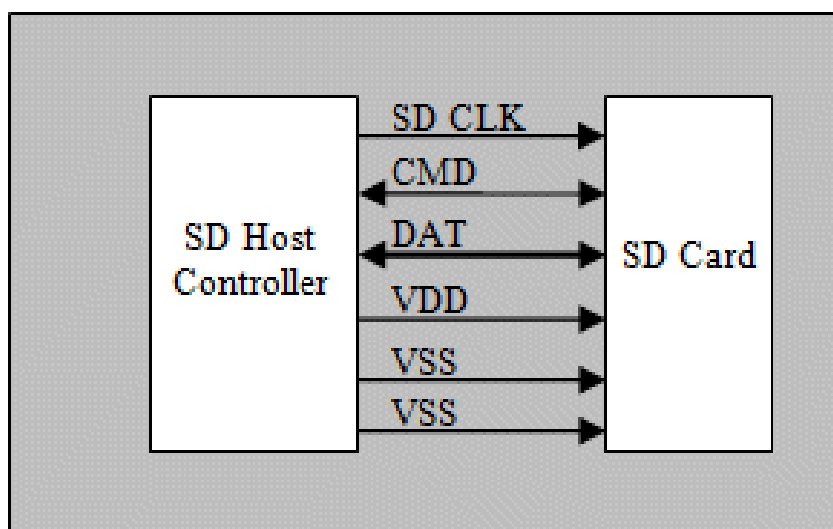 SD CLK
CMD
DAT
VDD
VSS
VSS
SD Host
Controller
SD Card